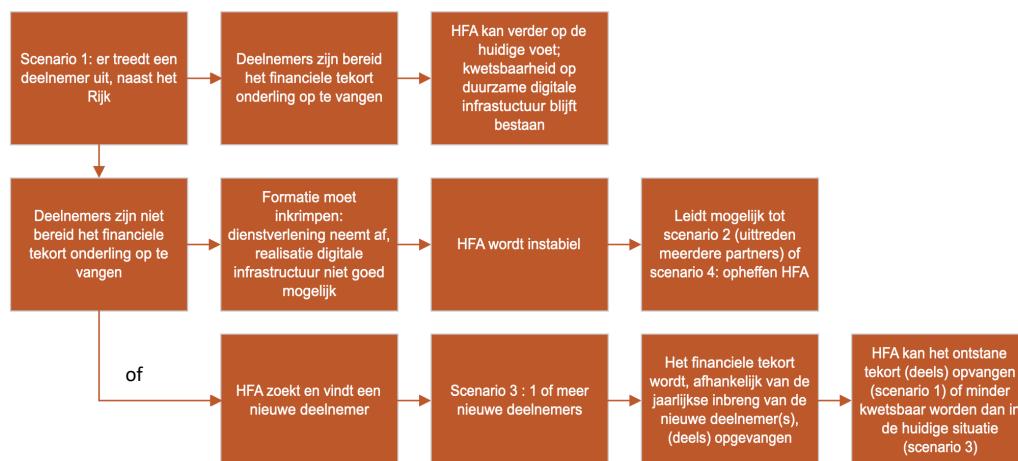 Scenario 1: er treedt een
deelnemer uit, naast het
Rijk
Deelnemers zijn bereid
het financiele tekort
onderling op te vangen
HFA kan verder op de
huidige voet;
kwetsbaarheid op
duurzame digitale
infrastuctuur blijft
bestaan
Deelnemers zijn niet
bereid het financiele
tekort onderling op te
vangen
Formatie moet
inkrimpen:
dienstverlening neemt af,
realisatie digitale
infrastructuur niet goed
mogelijk
HFA wordt instabiel
Leidt mogelijk tot
scenario 2 (uittreden
meerdere partners) of
scenario 4: opheffen HFA
of
HFA zoekt en vindt een
nieuwe deelnemer
Scenario 3 : 1 of meer
nieuwe deelnemers
Het financiele tekort
wordt, afhankelijk van de
jaarlijkse inbreng van de
nieuwe deelnemer(s),
(deels) opgevangen
HFA kan het ontstane
tekort (deels) opvangen
(scenario 1) of minder
kwetsbaar worden dan in
de huidige situatie
(scenario 3)